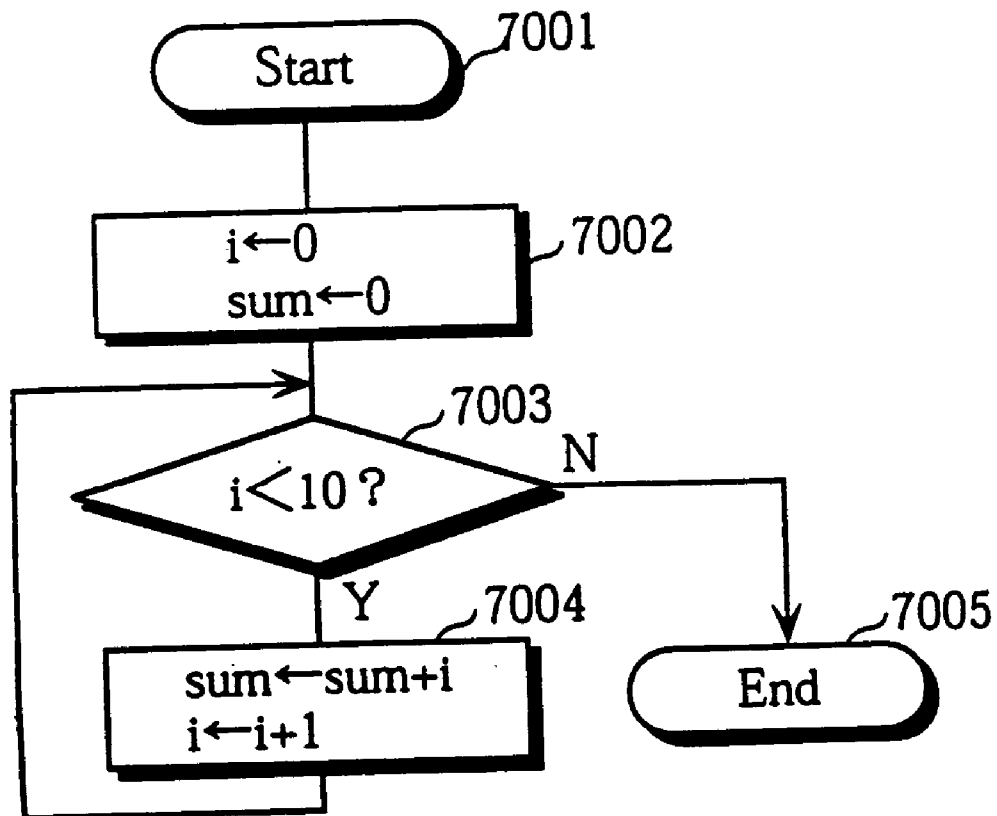 7001
Start
7002
i←0
sum←0
7003
i<10?
N
Y
7004
sum←sum+i
i←i+1
7005
End